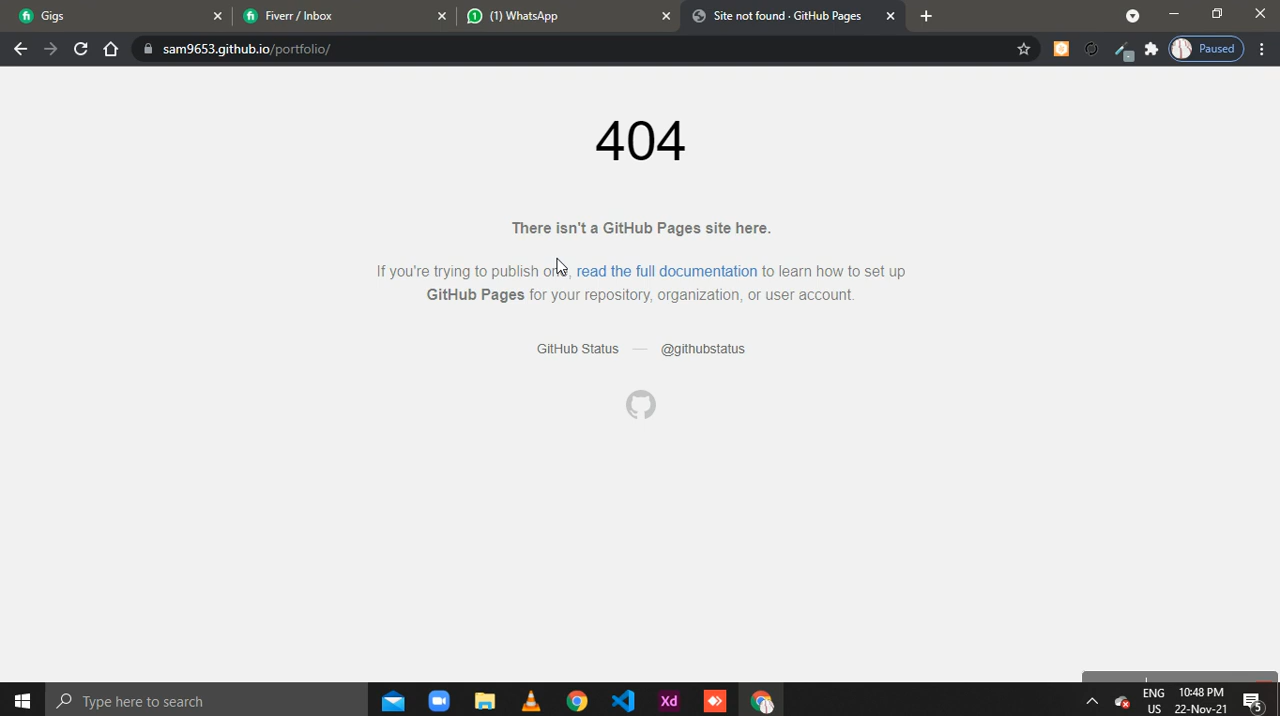 Gigs
Fiverr / Inbox
(1) WhatsApp
Site not found · GitHub Pages
sam9653.github.io/portfolio/
Paused
404
There isn't a GitHub Pages site here.
If you're trying to publish one, read the full documentation to learn how to set up
GitHub Pages for your repository, organization, or user account.
GitHub Status — @githubstatus
Type here to search
Xd
ENG
US
10:48 PM
22-Nov-21
5